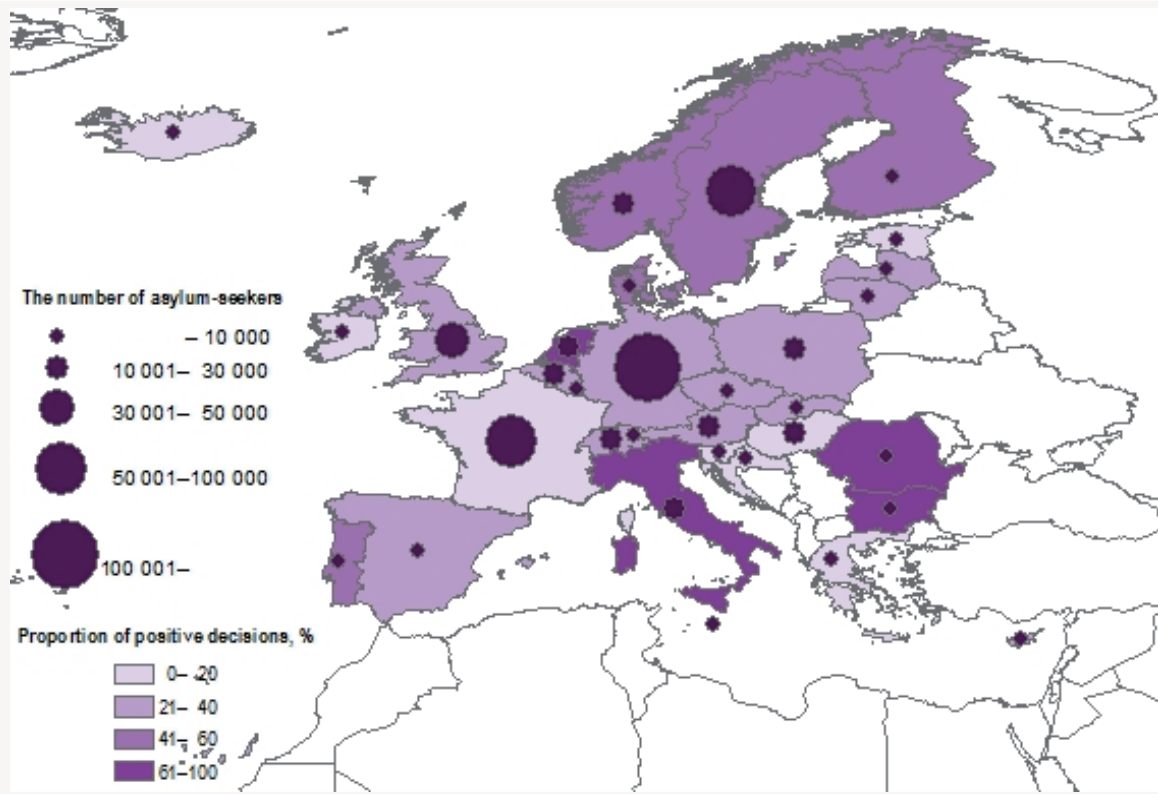 The number of asylum-seekers
– 10 000
10 001– 30 000
30 001– 50 000
50 001–100 000
100 001–
Proportion of positive decisions, %
0– 20
21– 40
41– 60
61–100